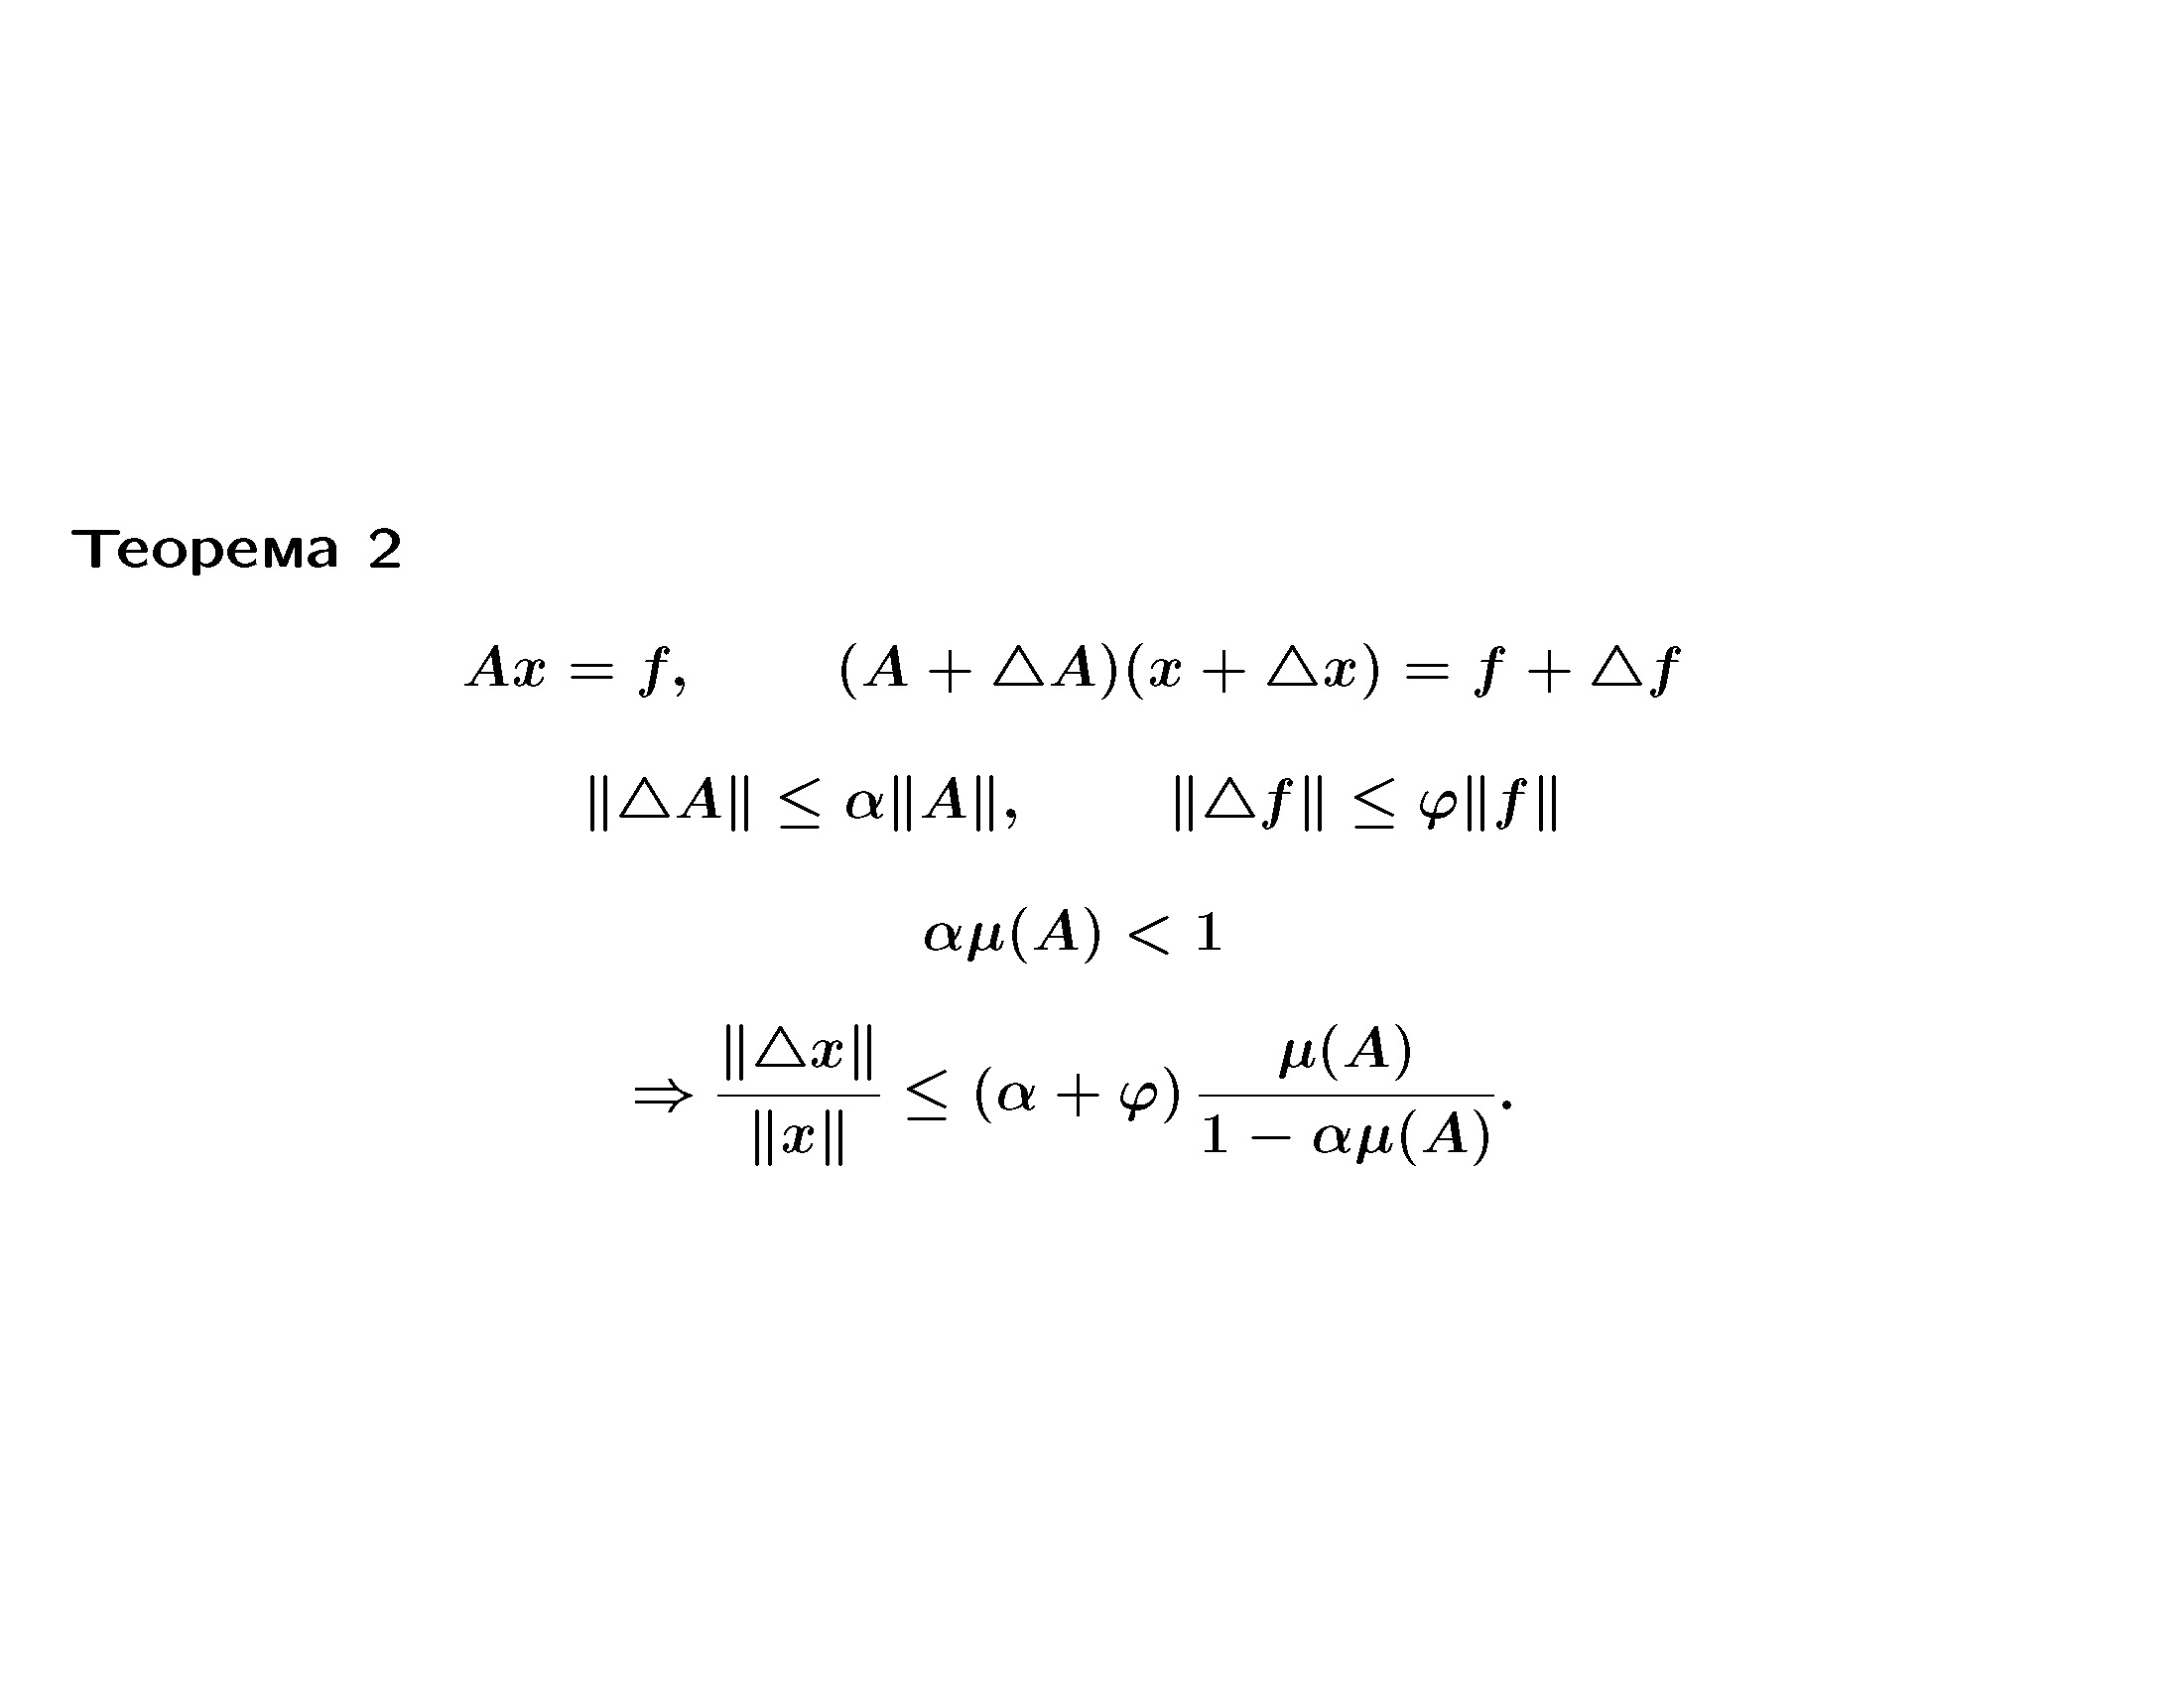 Теорема 2
Ax = f, (A + △A)(x + △x) = f + △f
‖△A‖ ≤ α‖A‖, ‖△f‖ ≤ φ‖f‖
αμ(A) < 1
⇒ ‖△x‖ / ‖x‖ ≤ (α + φ) μ(A) / 1 − αμ(A).